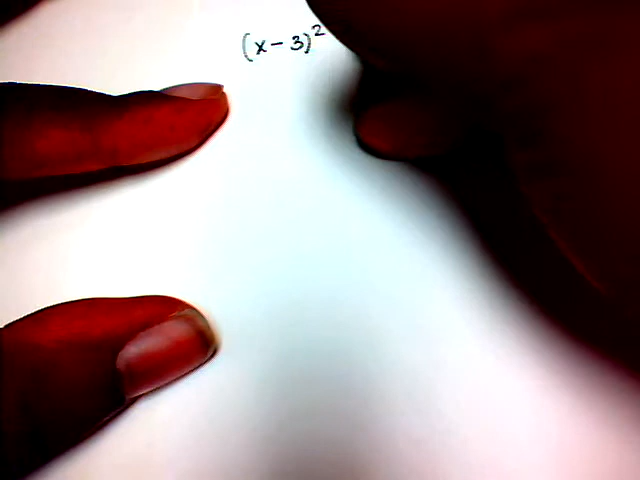 (x - 3)²